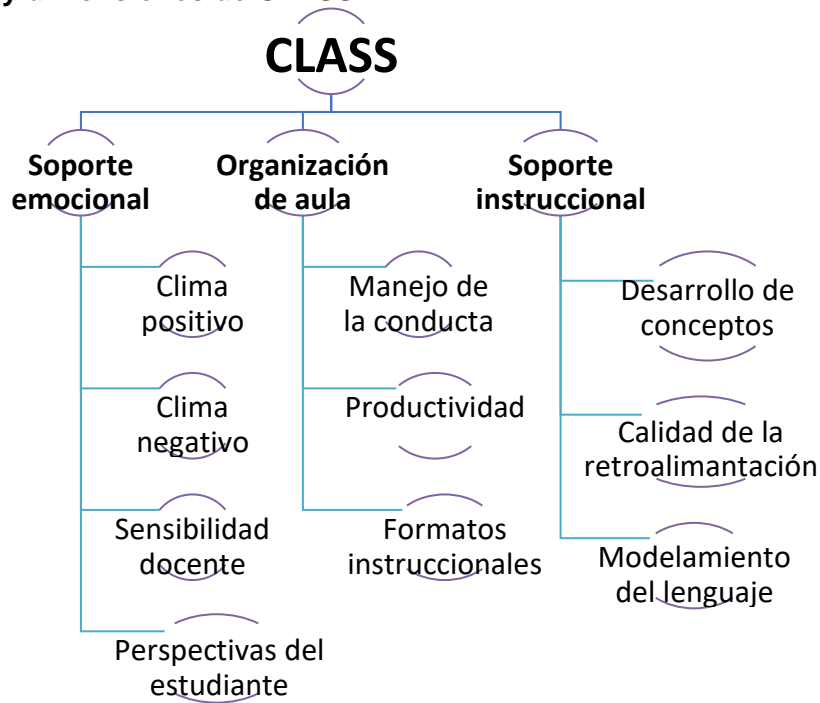 CLASS
Soporte
emocional
Clima
positivo
Clima
negativo
Sensibilidad
docente
Perspectivas del
estudiante
Organización
de aula
Manejo de
la conducta
Productividad
Formatos
instruccionales
Soporte
instruccional
Desarrollo de
conceptos
Calidad de la
retroalimantación
Modelamiento
del lenguaje